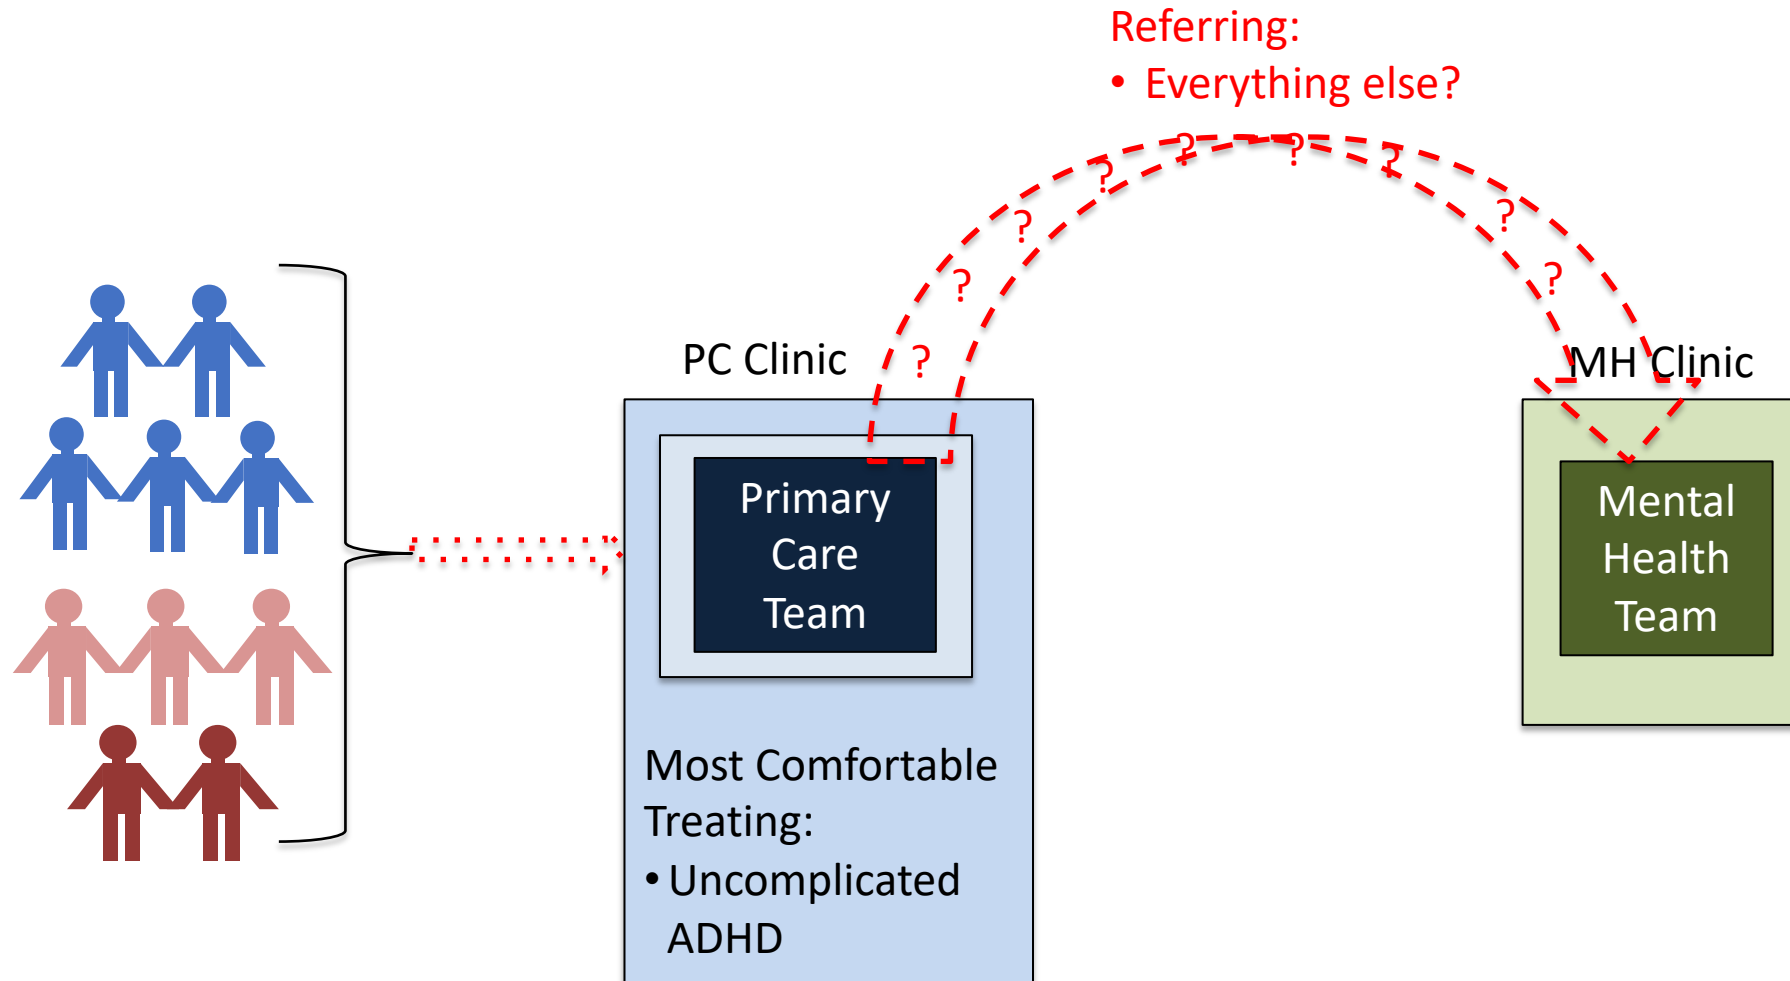 Referring:
• Everything else?
?
?
?
?
?
?
?
?
?
PC Clinic
MH Clinic
Primary
Care
Team
Mental
Health
Team
Most Comfortable
Treating:
• Uncomplicated
ADHD